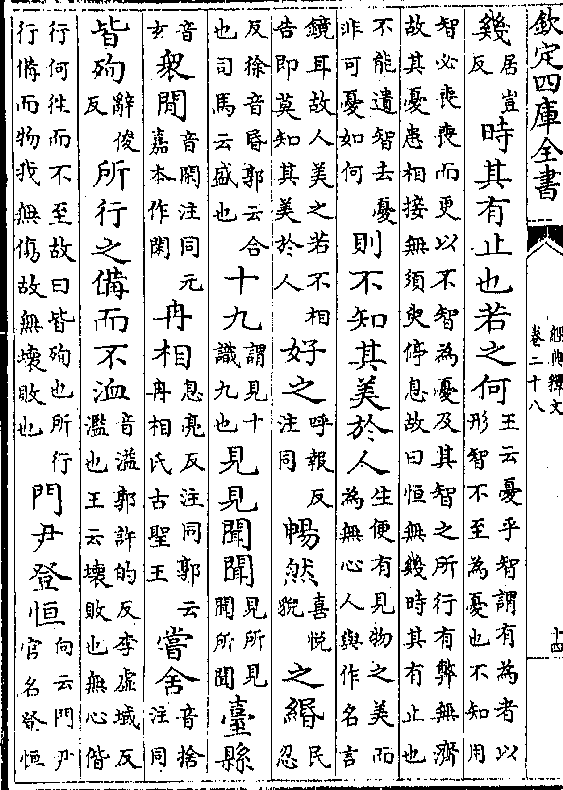 欽定四庫全書
經典釋文
卷二十八
十四
幾居豈反時其有止也若之何王云憂乎智謂有為者以形智不至為憂也不知用
智必喪喪而更以不智為憂及其智之所行有弊無濟故其憂患相接無須臾停息故曰恒無幾時其有止也
不能遺智去憂非可憂如何則不知其美於人生便有見物之美而為無心人與作名言
鏡耳故人美之若不相告即莫知其美於人好之呼報反注同暢然喜悦貌之緡民忍
反徐音昏郭云合也司馬云盛也十九謂見十識九也見見聞聞見所見聞所聞臺縣
音玄衆閒音閑注同元嘉本作閑冉相息亮反注同郭云冉相氏古聖王嘗舍音捨注同
皆殉辭俊反所行之備而不洫音溢郭許的反李虚域反濫也王云壊敗也無心偕
行何往而不至故曰皆殉也所行行備而物我無傷故無壊敗也門尹登恒向云門尹官名登恒